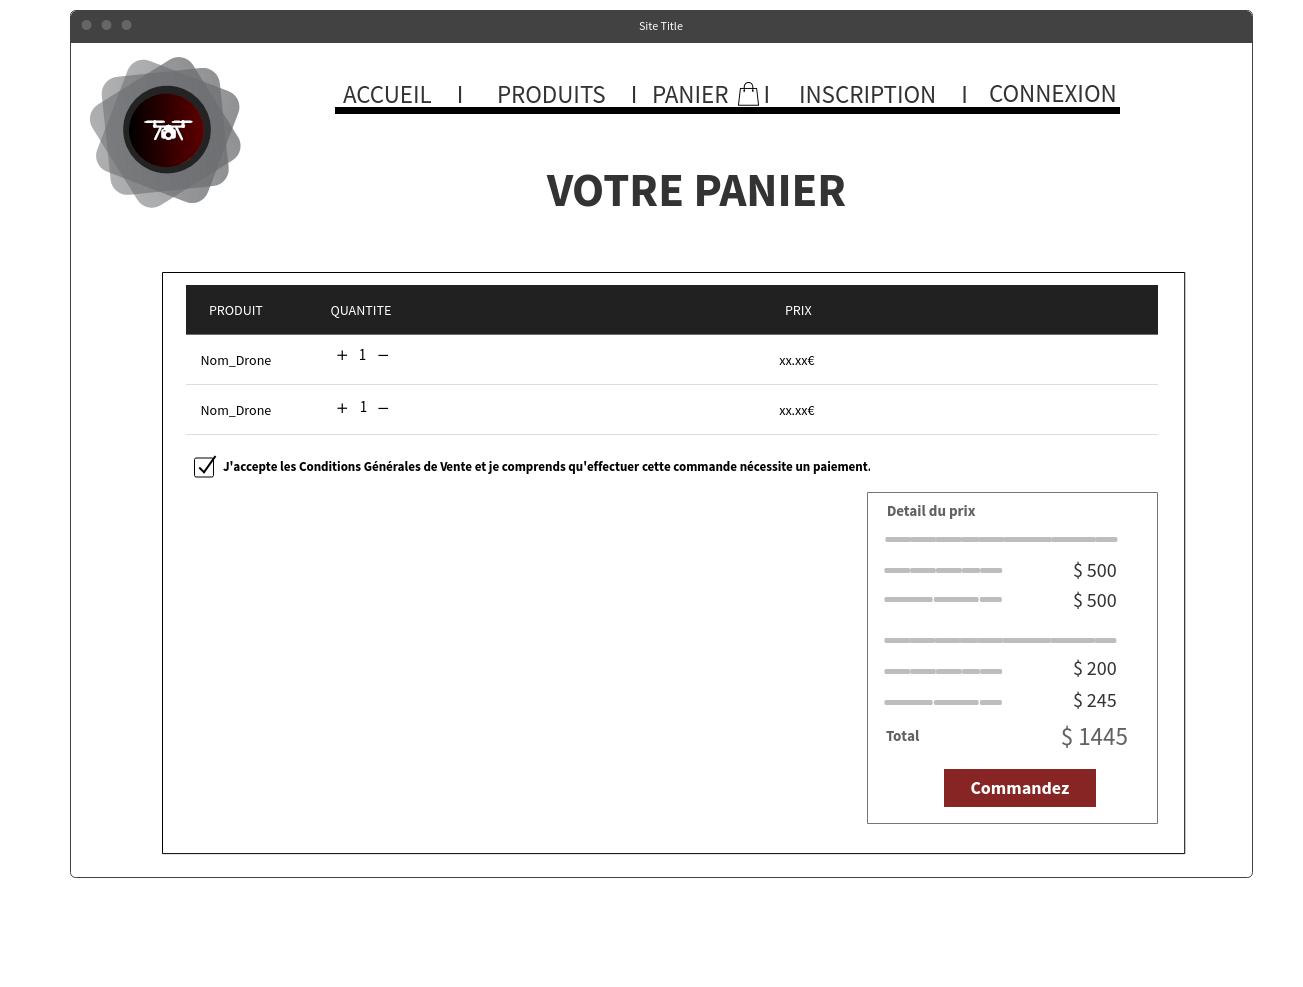 Site Title
ACCUEIL I PRODUITS I PANIER I INSCRIPTION I CONNEXION
VOTRE PANIER
PRODUIT QUANTITE PRIX
Nom_Drone + 1 − xx.xx€
Nom_Drone + 1 − xx.xx€
J'accepte les Conditions Générales de Vente et je comprends qu'effectuer cette commande nécessite un paiement.
Detail du prix
$ 500
$ 500
$ 200
$ 245
Total $ 1445
Commandez